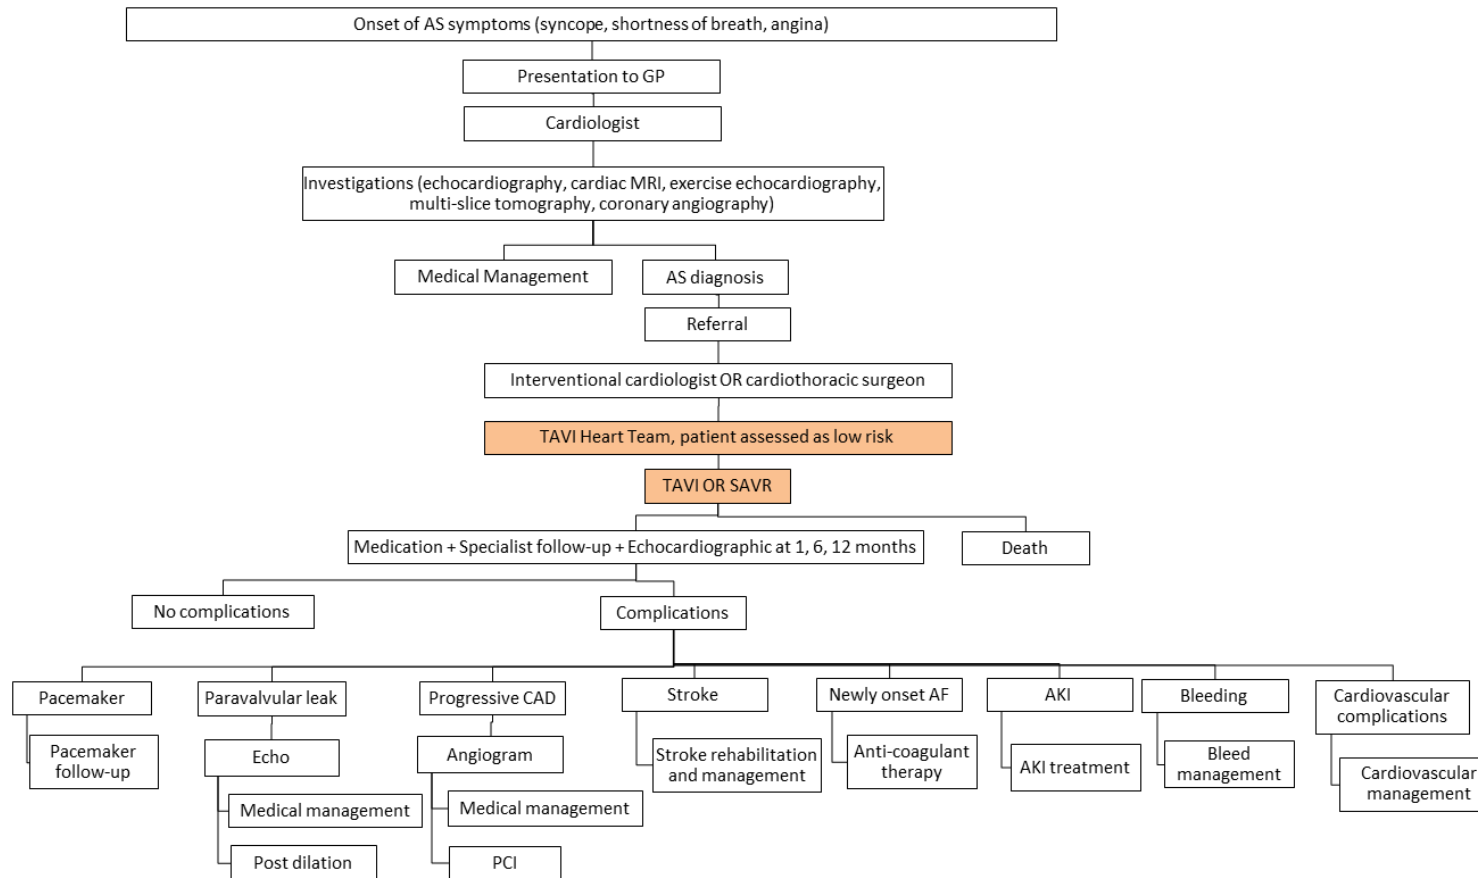 Onset of AS symptoms (syncope, shortness of breath, angina)
Presentation to GP
Cardiologist
Investigations (echocardiography, cardiac MRI, exercise echocardiography,
multi-slice tomography, coronary angiography)
Medical Management
AS diagnosis
Referral
Interventional cardiologist OR cardiothoracic surgeon
TAVI Heart Team, patient assessed as low risk
TAVI OR SAVR
Medication + Specialist follow-up + Echocardiographic at 1, 6, 12 months
Death
No complications
Complications
Pacemaker
Pacemaker
follow-up
Paravalvular leak
Echo
Medical management
Post dilation
Progressive CAD
Angiogram
Medical management
PCI
Stroke
Stroke rehabilitation
and management
Newly onset AF
Anti-coagulant
therapy
AKI
AKI treatment
Bleeding
Bleed
management
Cardiovascular
complications
Cardiovascular
management